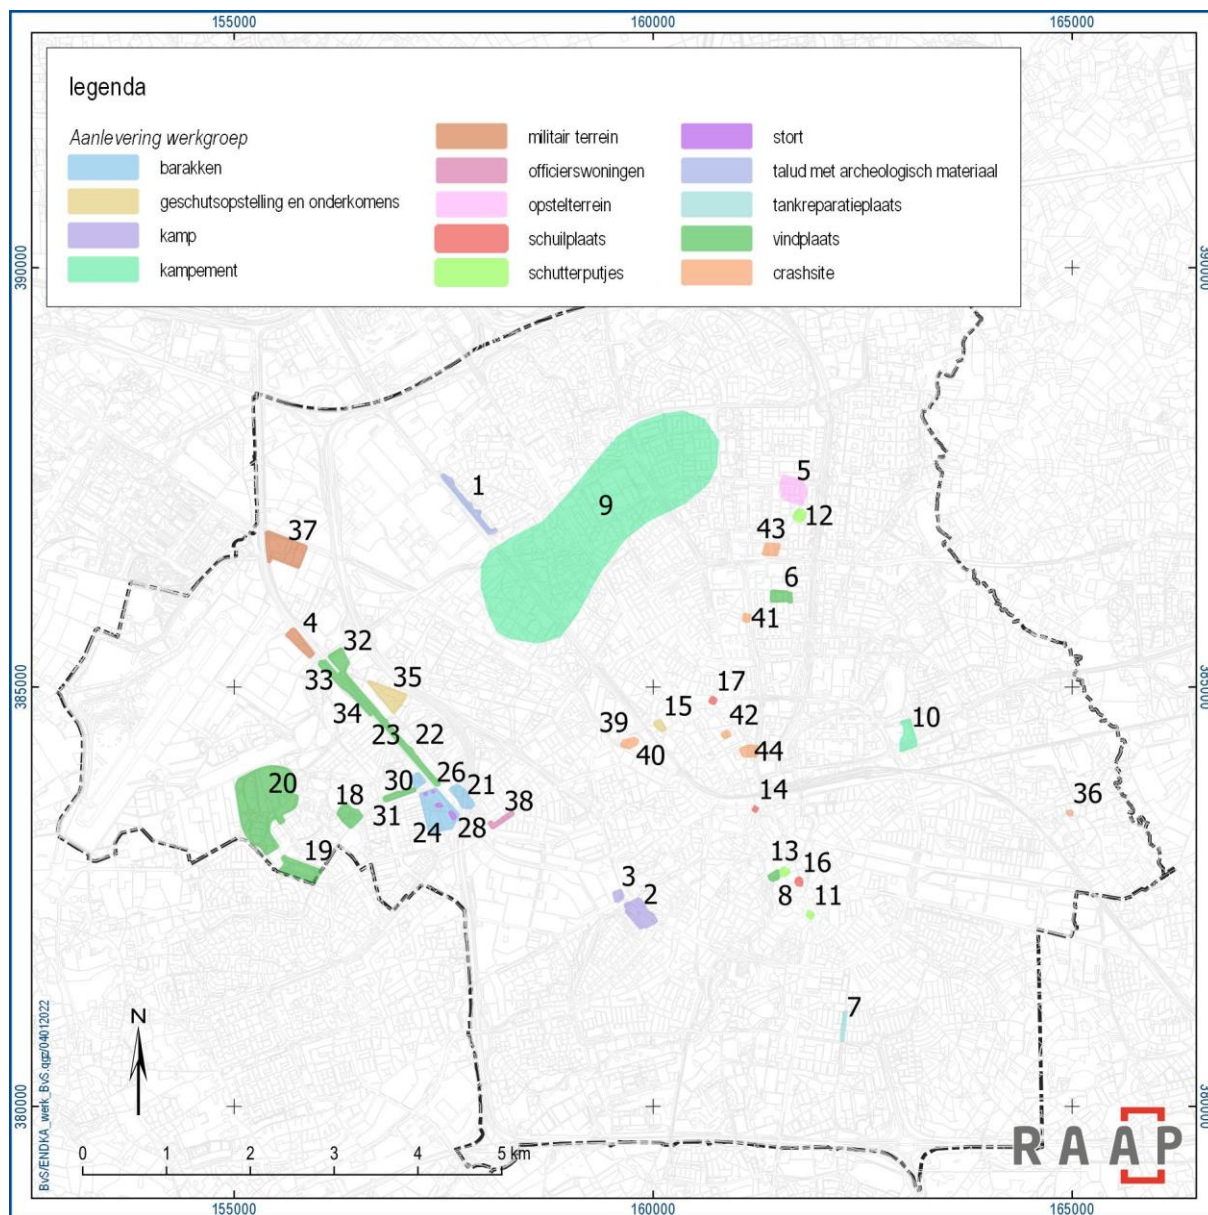 155000 160000 165000
legenda
Aanlevering werkgroep
barakken
geschutsopstelling en onderkomens
kamp
kampement
militair terrein
officierswoningen
opstelterrein
schuilplaats
schutterputjes
stort
talud met archeologisch materiaal
tankreparatieplaats
vindplaats
crashsite
390000 390000
1
9
5
12
43
6
41
37
4
32
33
35
34
23
22
17
42
15
39
40
44
10
30
26
21
20
18
31
24
28
38
14
36
19
13
16
3
2
8
11
7
385000 385000
380000 380000
N
BvS/ENDKA_werk_BvS.qgz/04012022
0 1 2 3 4 5 km
RAAP
155000 160000 165000